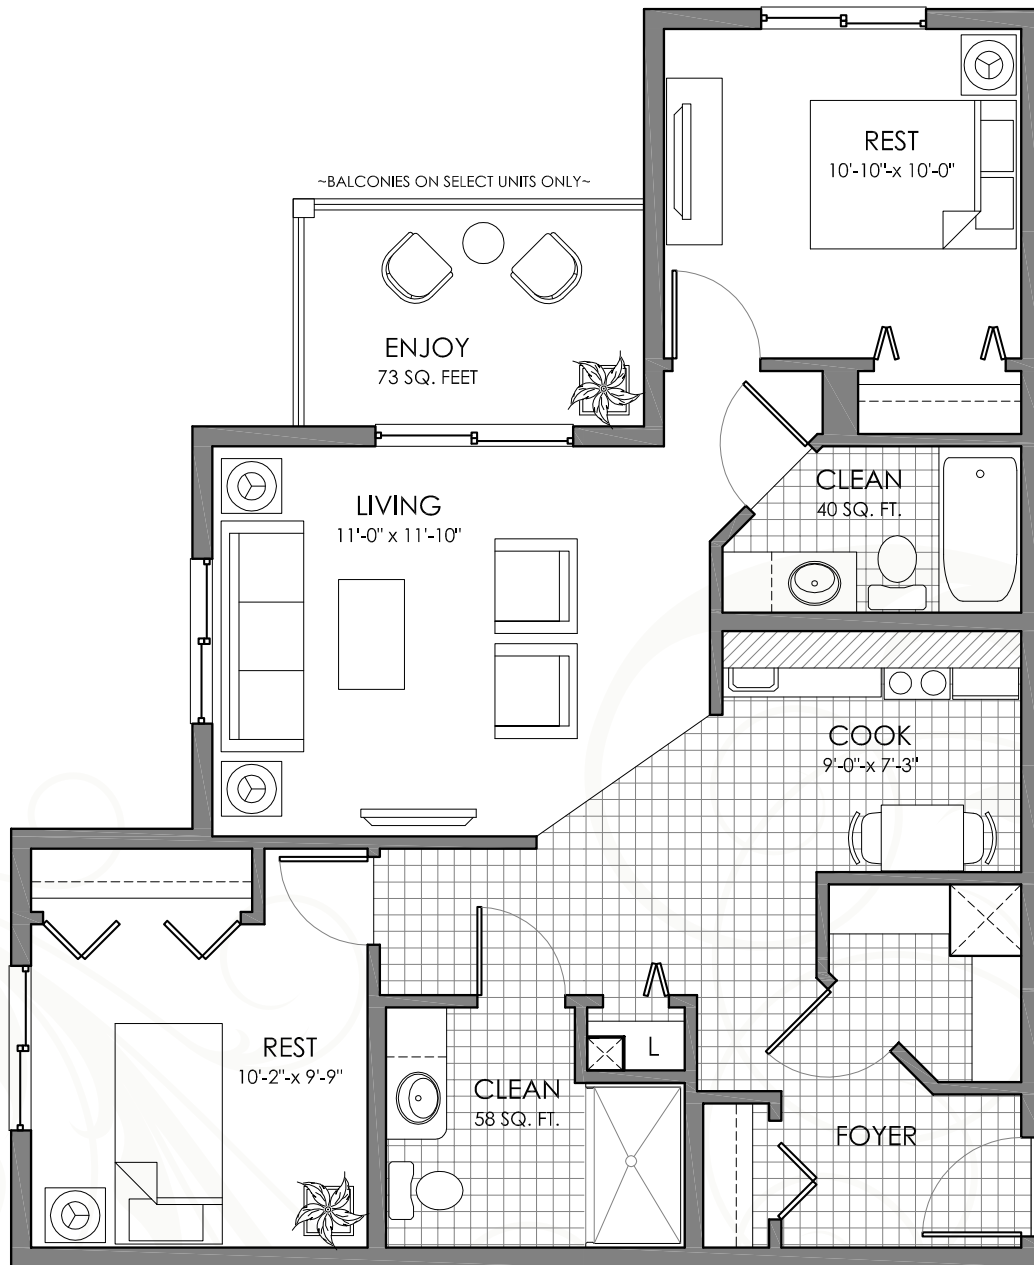 REST
10'-10"-x 10'-0"
~BALCONIES ON SELECT UNITS ONLY~
ENJOY
73 SQ. FEET
CLEAN
40 SQ. FT.
LIVING
11'-0" x 11'-10"
COOK
9'-0"-x 7'-3"
REST
10'-2"-x 9'-9"
L
CLEAN
58 SQ. FT.
FOYER